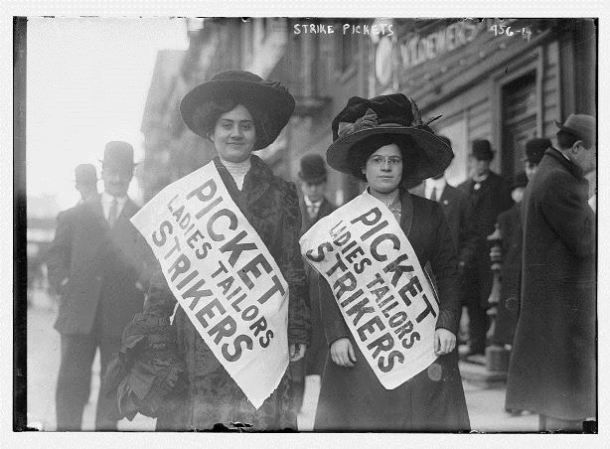 STRIKE PICKETS
956-4
PICKET
LADIES TAILORS
STRIKERS
PICKET
LADIES TAILORS
STRIKERS